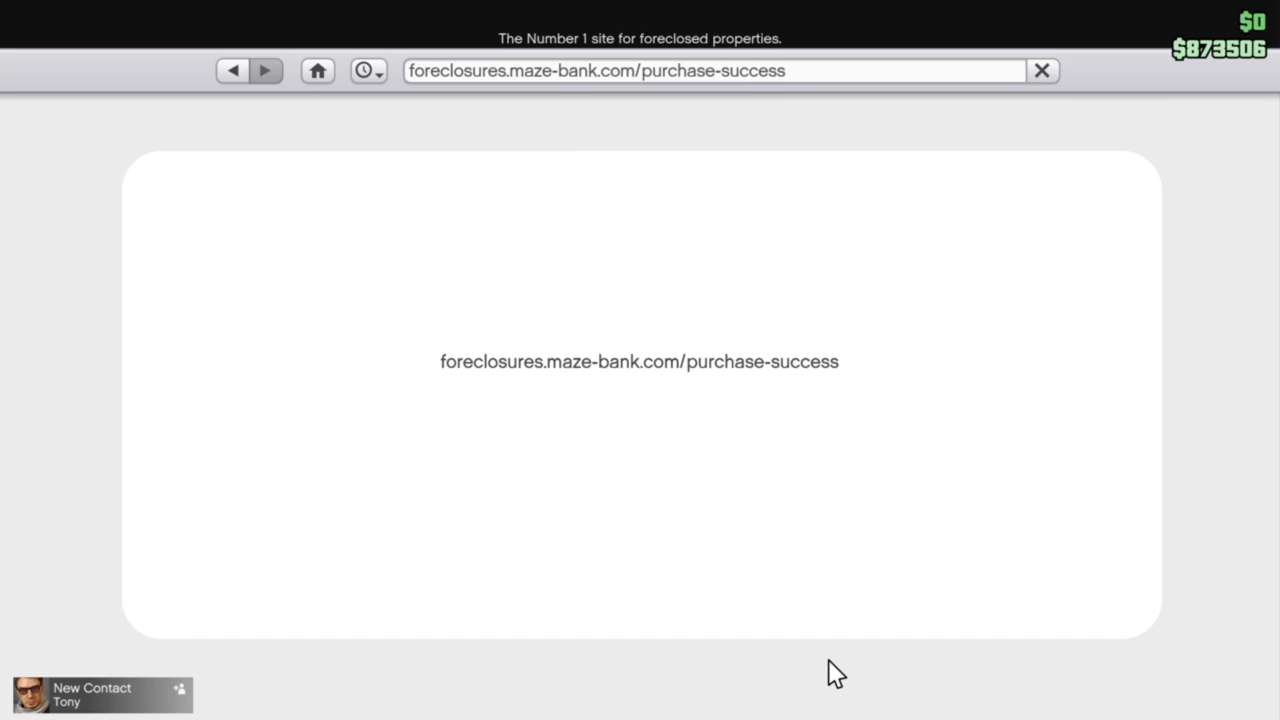 The Number 1 site for foreclosed properties.
$0
$873506
foreclosures.maze-bank.com/purchase-success
foreclosures.maze-bank.com/purchase-success
New Contact
Tony